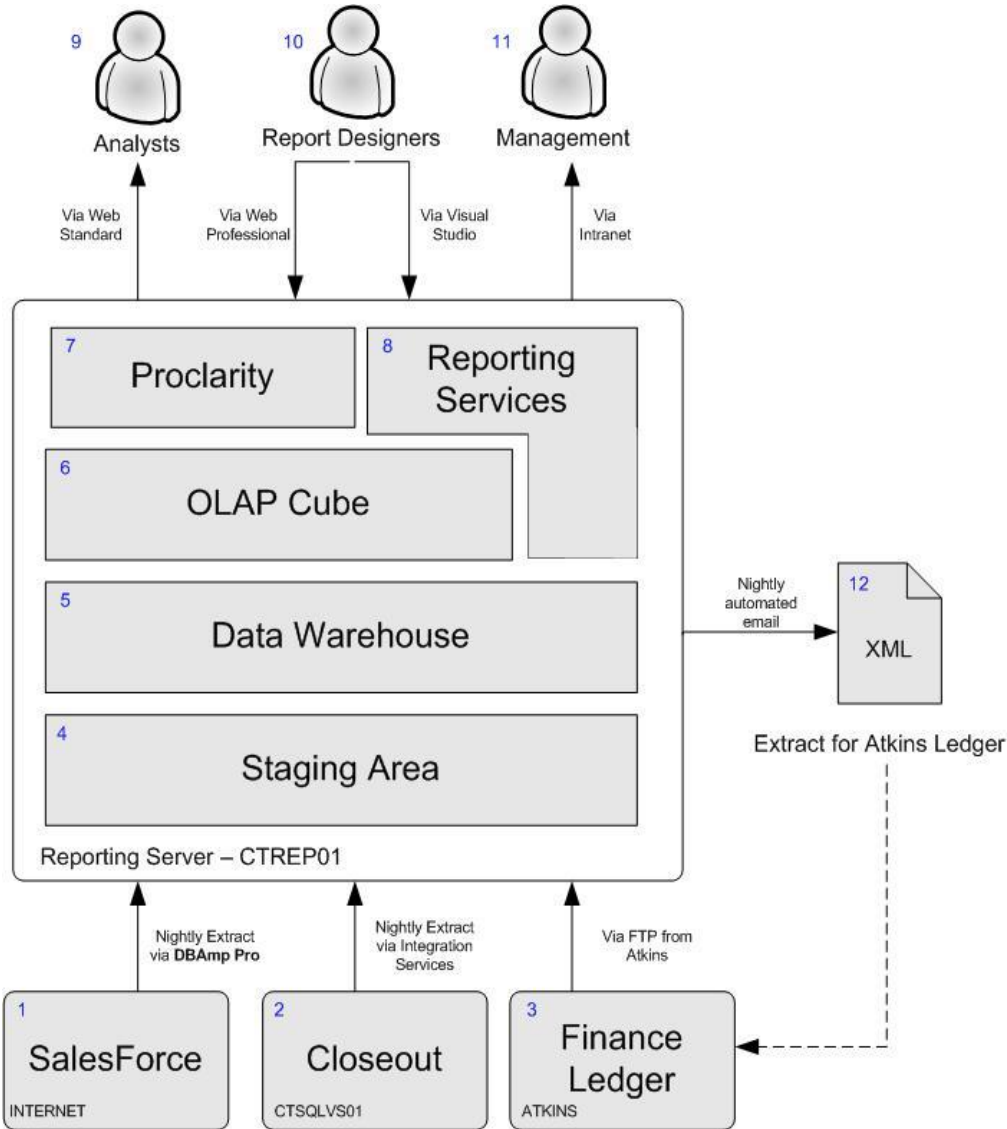 9
10
11
Analysts
Report Designers
Management
Via Web
Standard
Via Web
Professional
Via Visual
Studio
Via
Intranet
7
Proclarity
8
Reporting
Services
6
OLAP Cube
5
Data Warehouse
4
Staging Area
Reporting Server – CTREP01
Nightly
automated
email
12
XML
Extract for Atkins Ledger
Nightly Extract
via DBAmp Pro
Nightly Extract
via Integration
Services
Via FTP from
Atkins
1
SalesForce
INTERNET
2
Closeout
CTSQLVS01
3
Finance
Ledger
ATKINS